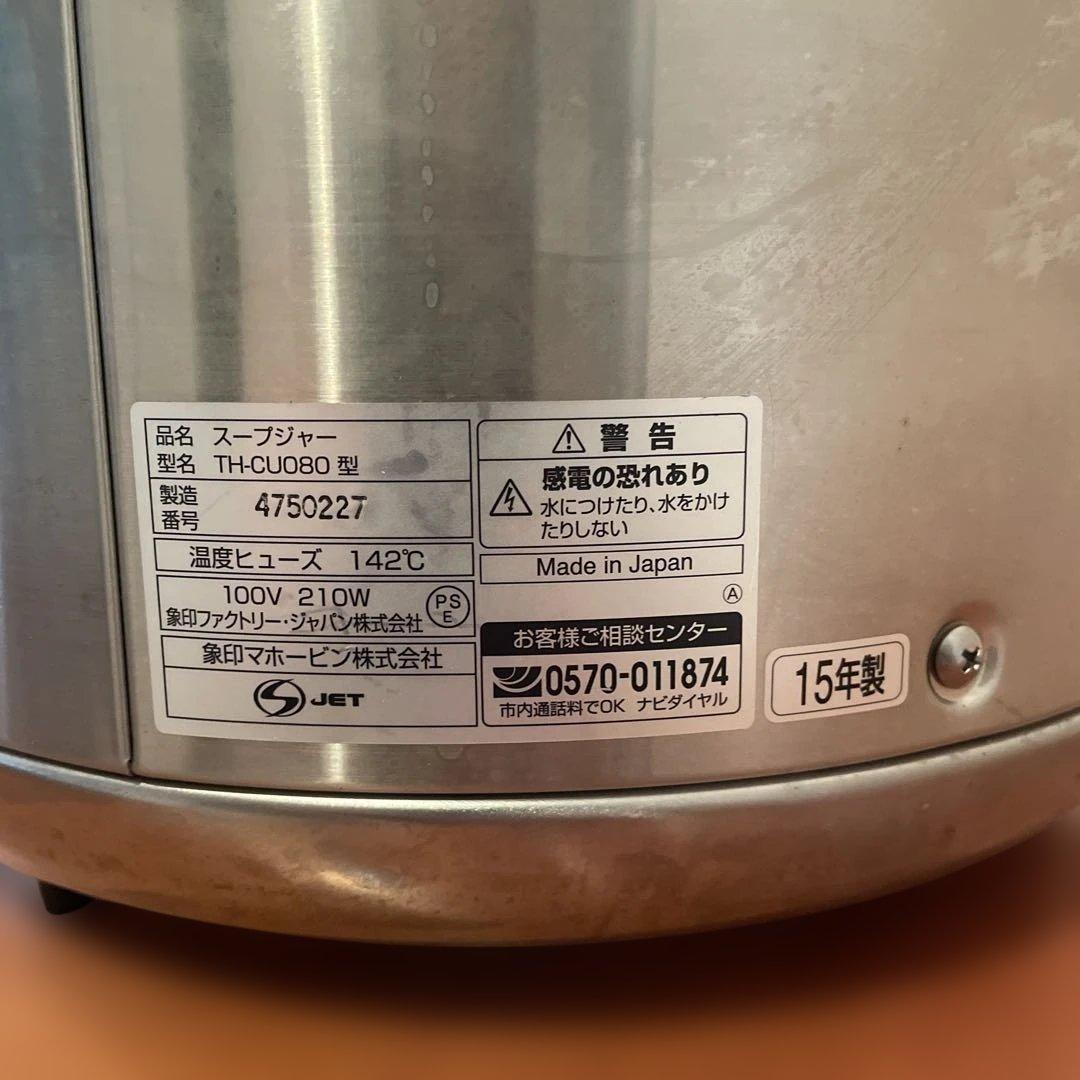 品名 スープジャー
型名 TH-CU080 型
製造
番号 4750227
温度ヒューズ 142℃
100V 210W
象印ファクトリー・ジャパン株式会社
PS
E
象印マホービン株式会社
JET
警告
感電の恐れあり
水につけたり、水をかけ
たりしない
Made in Japan
Ⓐ
お客様ご相談センター
0570-011874
市内通話料でOK ナビダイヤル
15年製